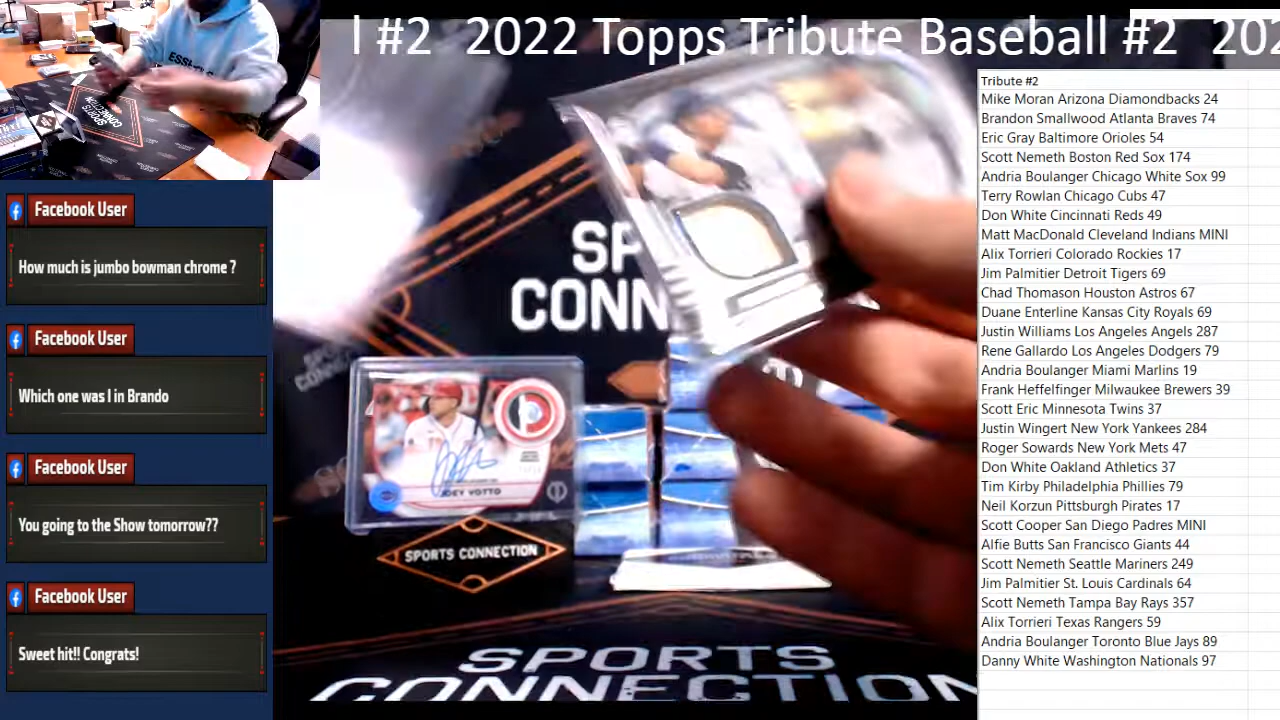 l #2 2022 Topps Tribute Baseball #2 202
Facebook User
How much is jumbo bowman chrome ?
Facebook User
Which one was I in Brando
Facebook User
You going to the Show tomorrow??
Facebook User
Sweet hit!! Congrats!
SP
CONN
JOEY VOTTO
SPORTS CONNECTION
SPORTS
CONNECTION
Tribute #2
Mike Moran Arizona Diamondbacks 24
Brandon Smallwood Atlanta Braves 74
Eric Gray Baltimore Orioles 54
Scott Nemeth Boston Red Sox 174
Andria Boulanger Chicago White Sox 99
Terry Rowlan Chicago Cubs 47
Don White Cincinnati Reds 49
Matt MacDonald Cleveland Indians MINI
Alix Torrieri Colorado Rockies 17
Jim Palmitier Detroit Tigers 69
Chad Thomason Houston Astros 67
Duane Enterline Kansas City Royals 69
Justin Williams Los Angeles Angels 287
Rene Gallardo Los Angeles Dodgers 79
Andria Boulanger Miami Marlins 19
Frank Heffelfinger Milwaukee Brewers 39
Scott Eric Minnesota Twins 37
Justin Wingert New York Yankees 284
Roger Sowards New York Mets 47
Don White Oakland Athletics 37
Tim Kirby Philadelphia Phillies 79
Neil Korzun Pittsburgh Pirates 17
Scott Cooper San Diego Padres MINI
Alfie Butts San Francisco Giants 44
Scott Nemeth Seattle Mariners 249
Jim Palmitier St. Louis Cardinals 64
Scott Nemeth Tampa Bay Rays 357
Alix Torrieri Texas Rangers 59
Andria Boulanger Toronto Blue Jays 89
Danny White Washington Nationals 97